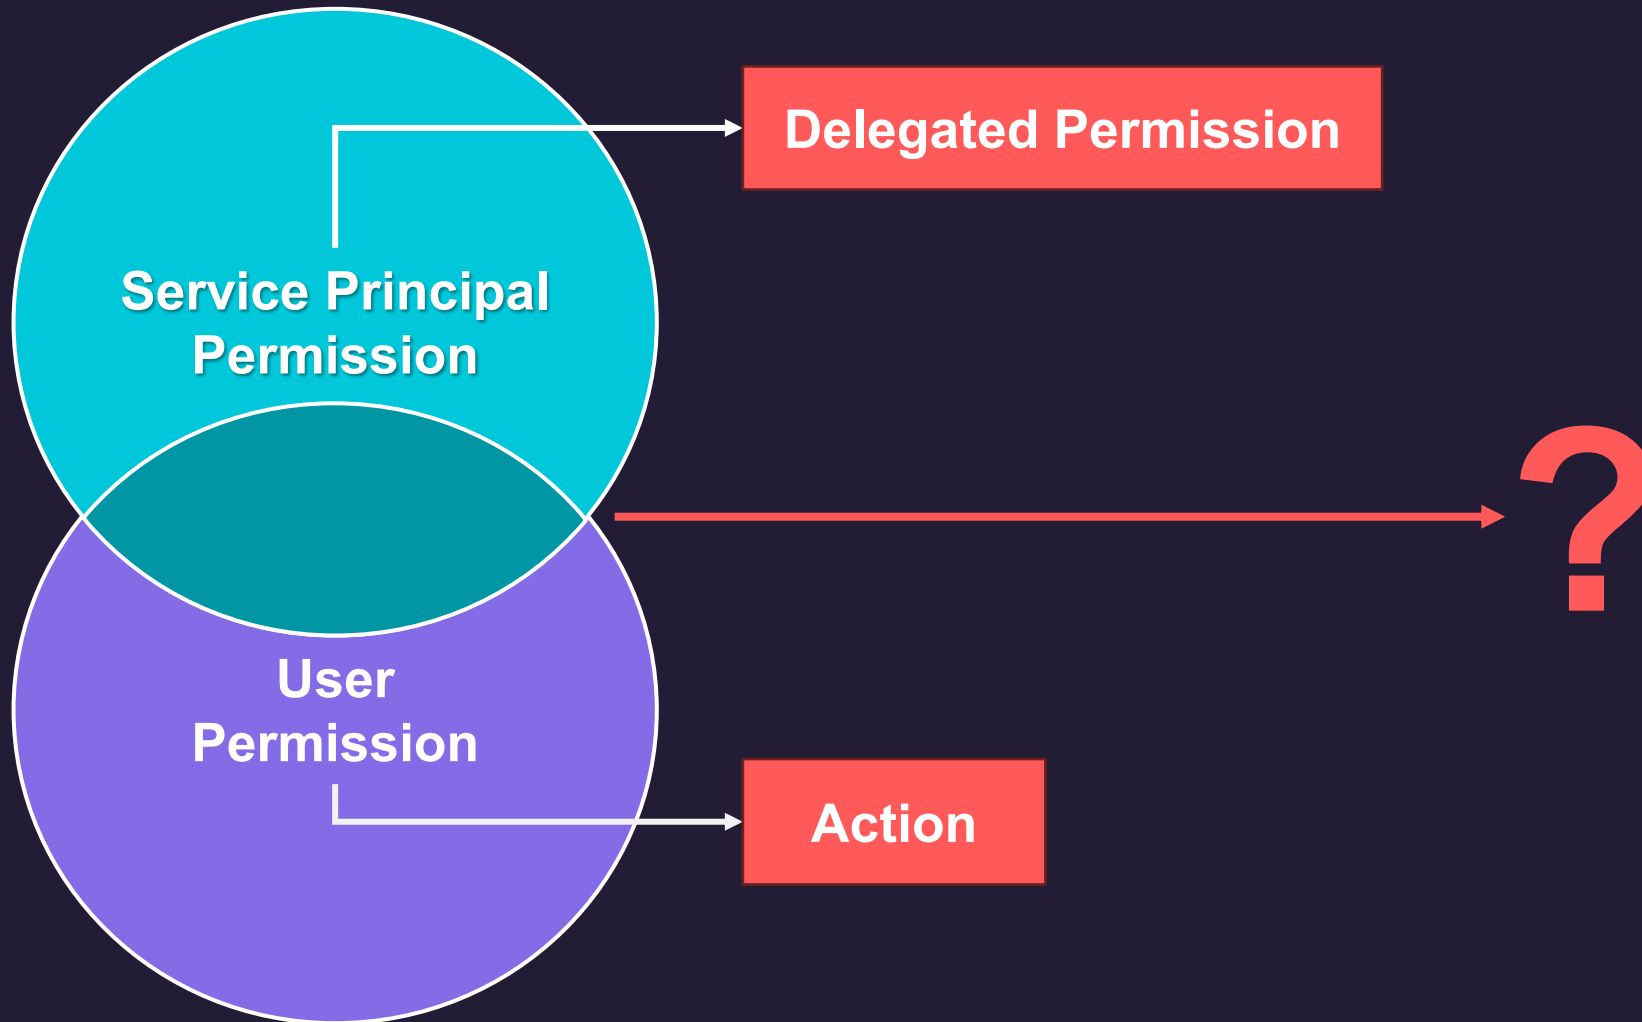 Delegated Permission
Service Principal
Permission
?
User
Permission
Action